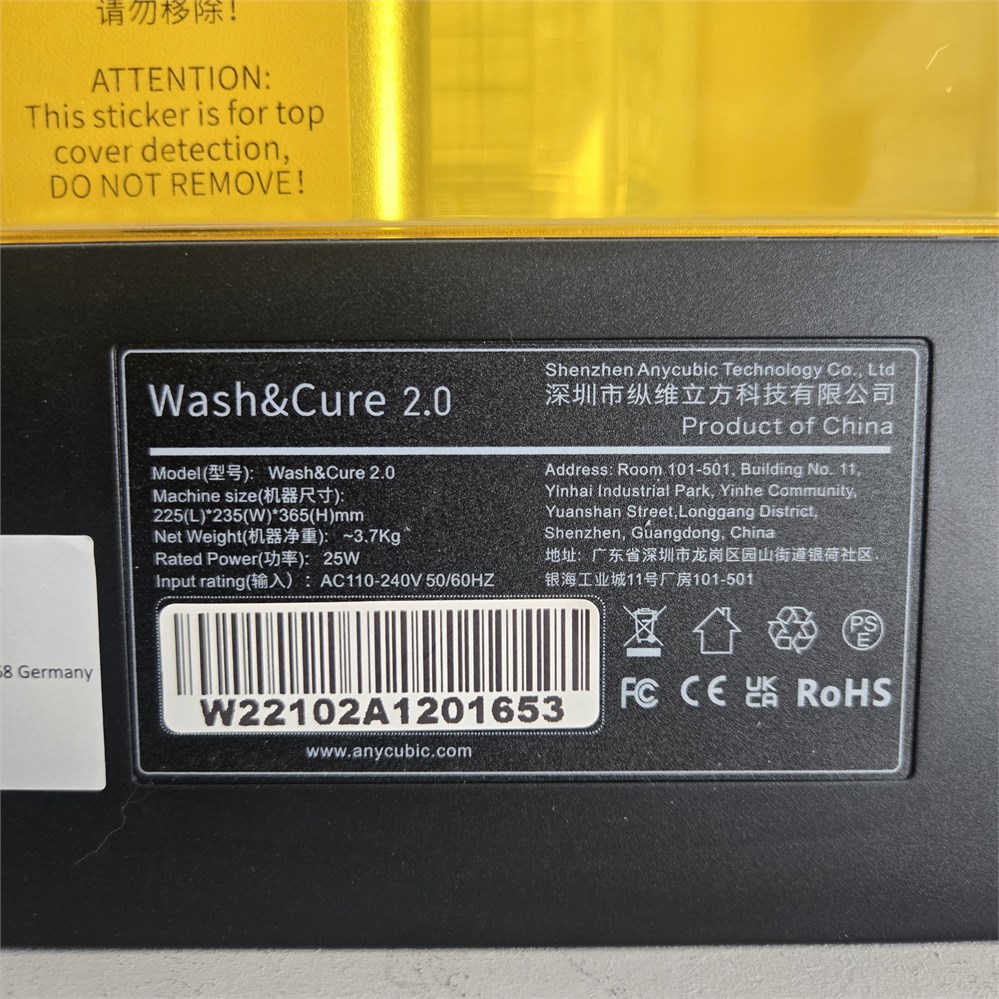 请勿移除！
ATTENTION:
This sticker is for top
cover detection,
DO NOT REMOVE!
Wash&Cure 2.0
Shenzhen Anycubic Technology Co., Ltd
深圳市纵维立方科技有限公司
Product of China
Model(型号): Wash&Cure 2.0
Machine size(机器尺寸):
225(L)*235(W)*365(H)mm
Net Weight(机器净重): ~3.7Kg
Rated Power(功率): 25W
Input rating(输入）: AC110-240V 50/60HZ
Address: Room 101-501, Building No. 11,
Yinhai Industrial Park, Yinhe Community,
Yuanshan Street,Longgang District,
Shenzhen, Guangdong, China
地址: 广东省深圳市龙岗区园山街道银荷社区
银海工业城11号厂房101-501
W22102A1201653
www.anycubic.com
PS
E
FC CE UK
CA RoHS
Germany